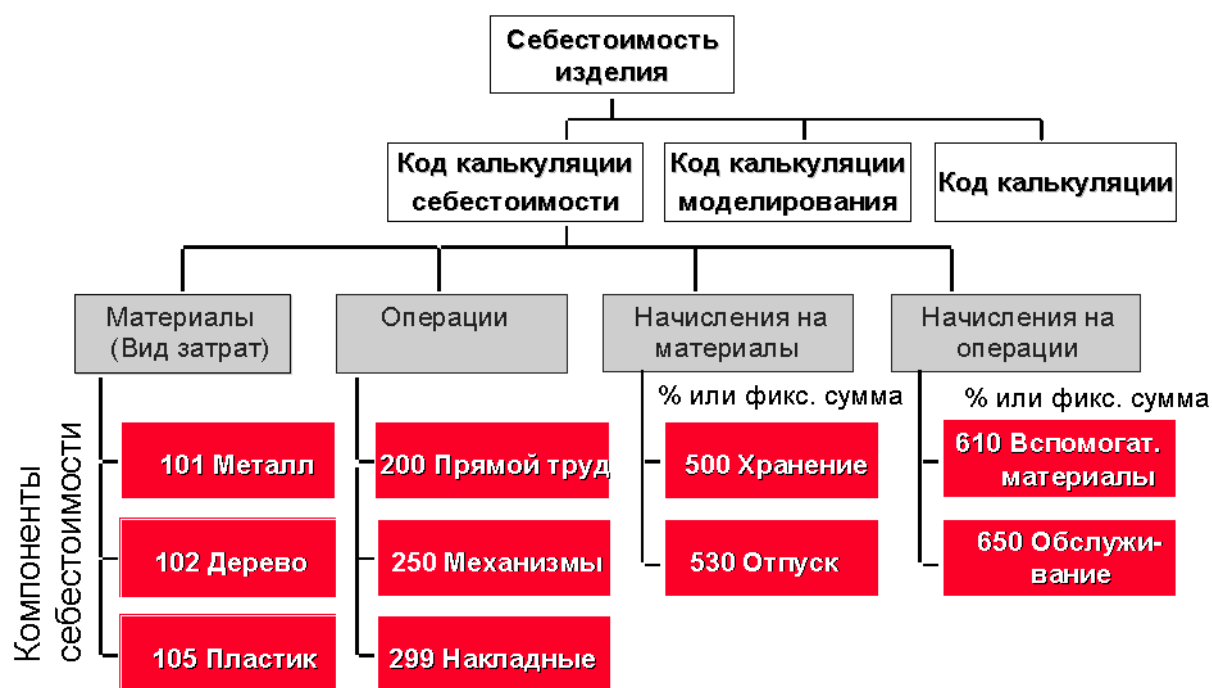 Себестоимость
изделия
Код калькуляции
себестоимости
Код калькуляции
моделирования
Код калькуляции
Материалы
(Вид затрат)
Операции
Начисления на
материалы
Начисления на
операции
% или фикс. сумма
% или фикс. сумма
Компоненты
себестоимости
101 Металл
200 Прямой труд
500 Хранение
610 Вспомогат.
материалы
102 Дерево
250 Механизмы
530 Отпуск
650 Обслужи-
вание
105 Пластик
299 Накладные